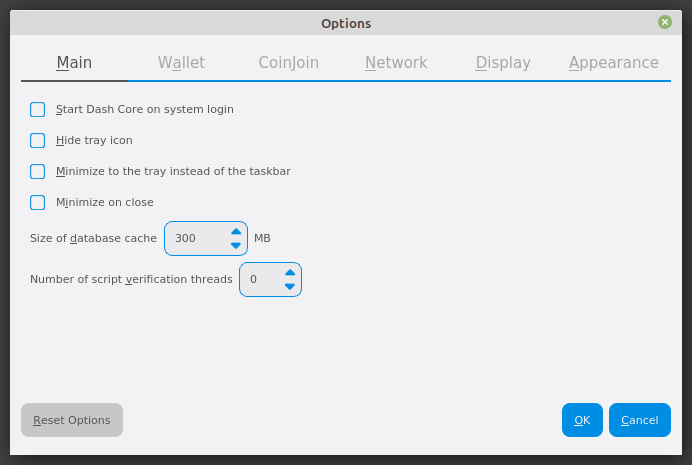 Options
Main Wallet CoinJoin Network Display Appearance
Start Dash Core on system login
Hide tray icon
Minimize to the tray instead of the taskbar
Minimize on close
Size of database cache 300 MB
Number of script verification threads 0
Reset Options OK Cancel